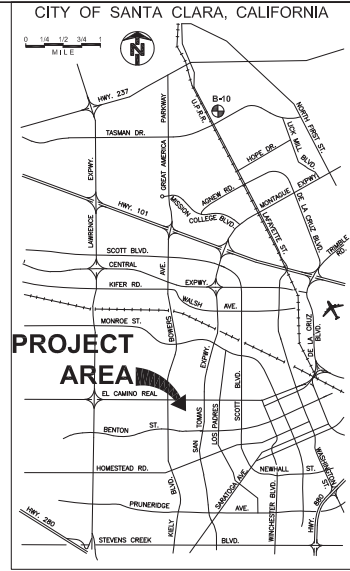 CITY OF SANTA CLARA, CALIFORNIA
0 1/4 1/2 3/4 1
MILE
N
HWY. 237
B-10
U.P.R.R.
NORTH FIRST ST.
TASMAN DR.
GREAT AMERICA PARKWAY
LICK MILL BLVD.
HOPE DR.
LAWRENCE EXPWY.
MISSION COLLEGE BLVD.
AGNEW RD.
MONTAGUE EXPWY
HWY. 101
LAFAYETTE ST.
DE LA CRUZ BLVD.
TRIMBLE RD.
SCOTT BLVD.
CENTRAL EXPWY.
KIFER RD.
WALSH AVE.
BOWERS AVE.
MONROE ST.
DE LA CRUZ BLVD.
PROJECT
AREA
EL CAMINO REAL
SAN TOMAS EXPWY.
LOS PADRES
SCOTT BLVD.
BENTON ST.
HOMESTEAD RD.
NEWHALL ST.
WASHINGTON ST.
SARATOGA AVE.
PRUNERIDGE AVE.
KIELY BLVD.
WINCHESTER BLVD.
HWY. 880
HWY. 280
STEVENS CREEK BLVD.